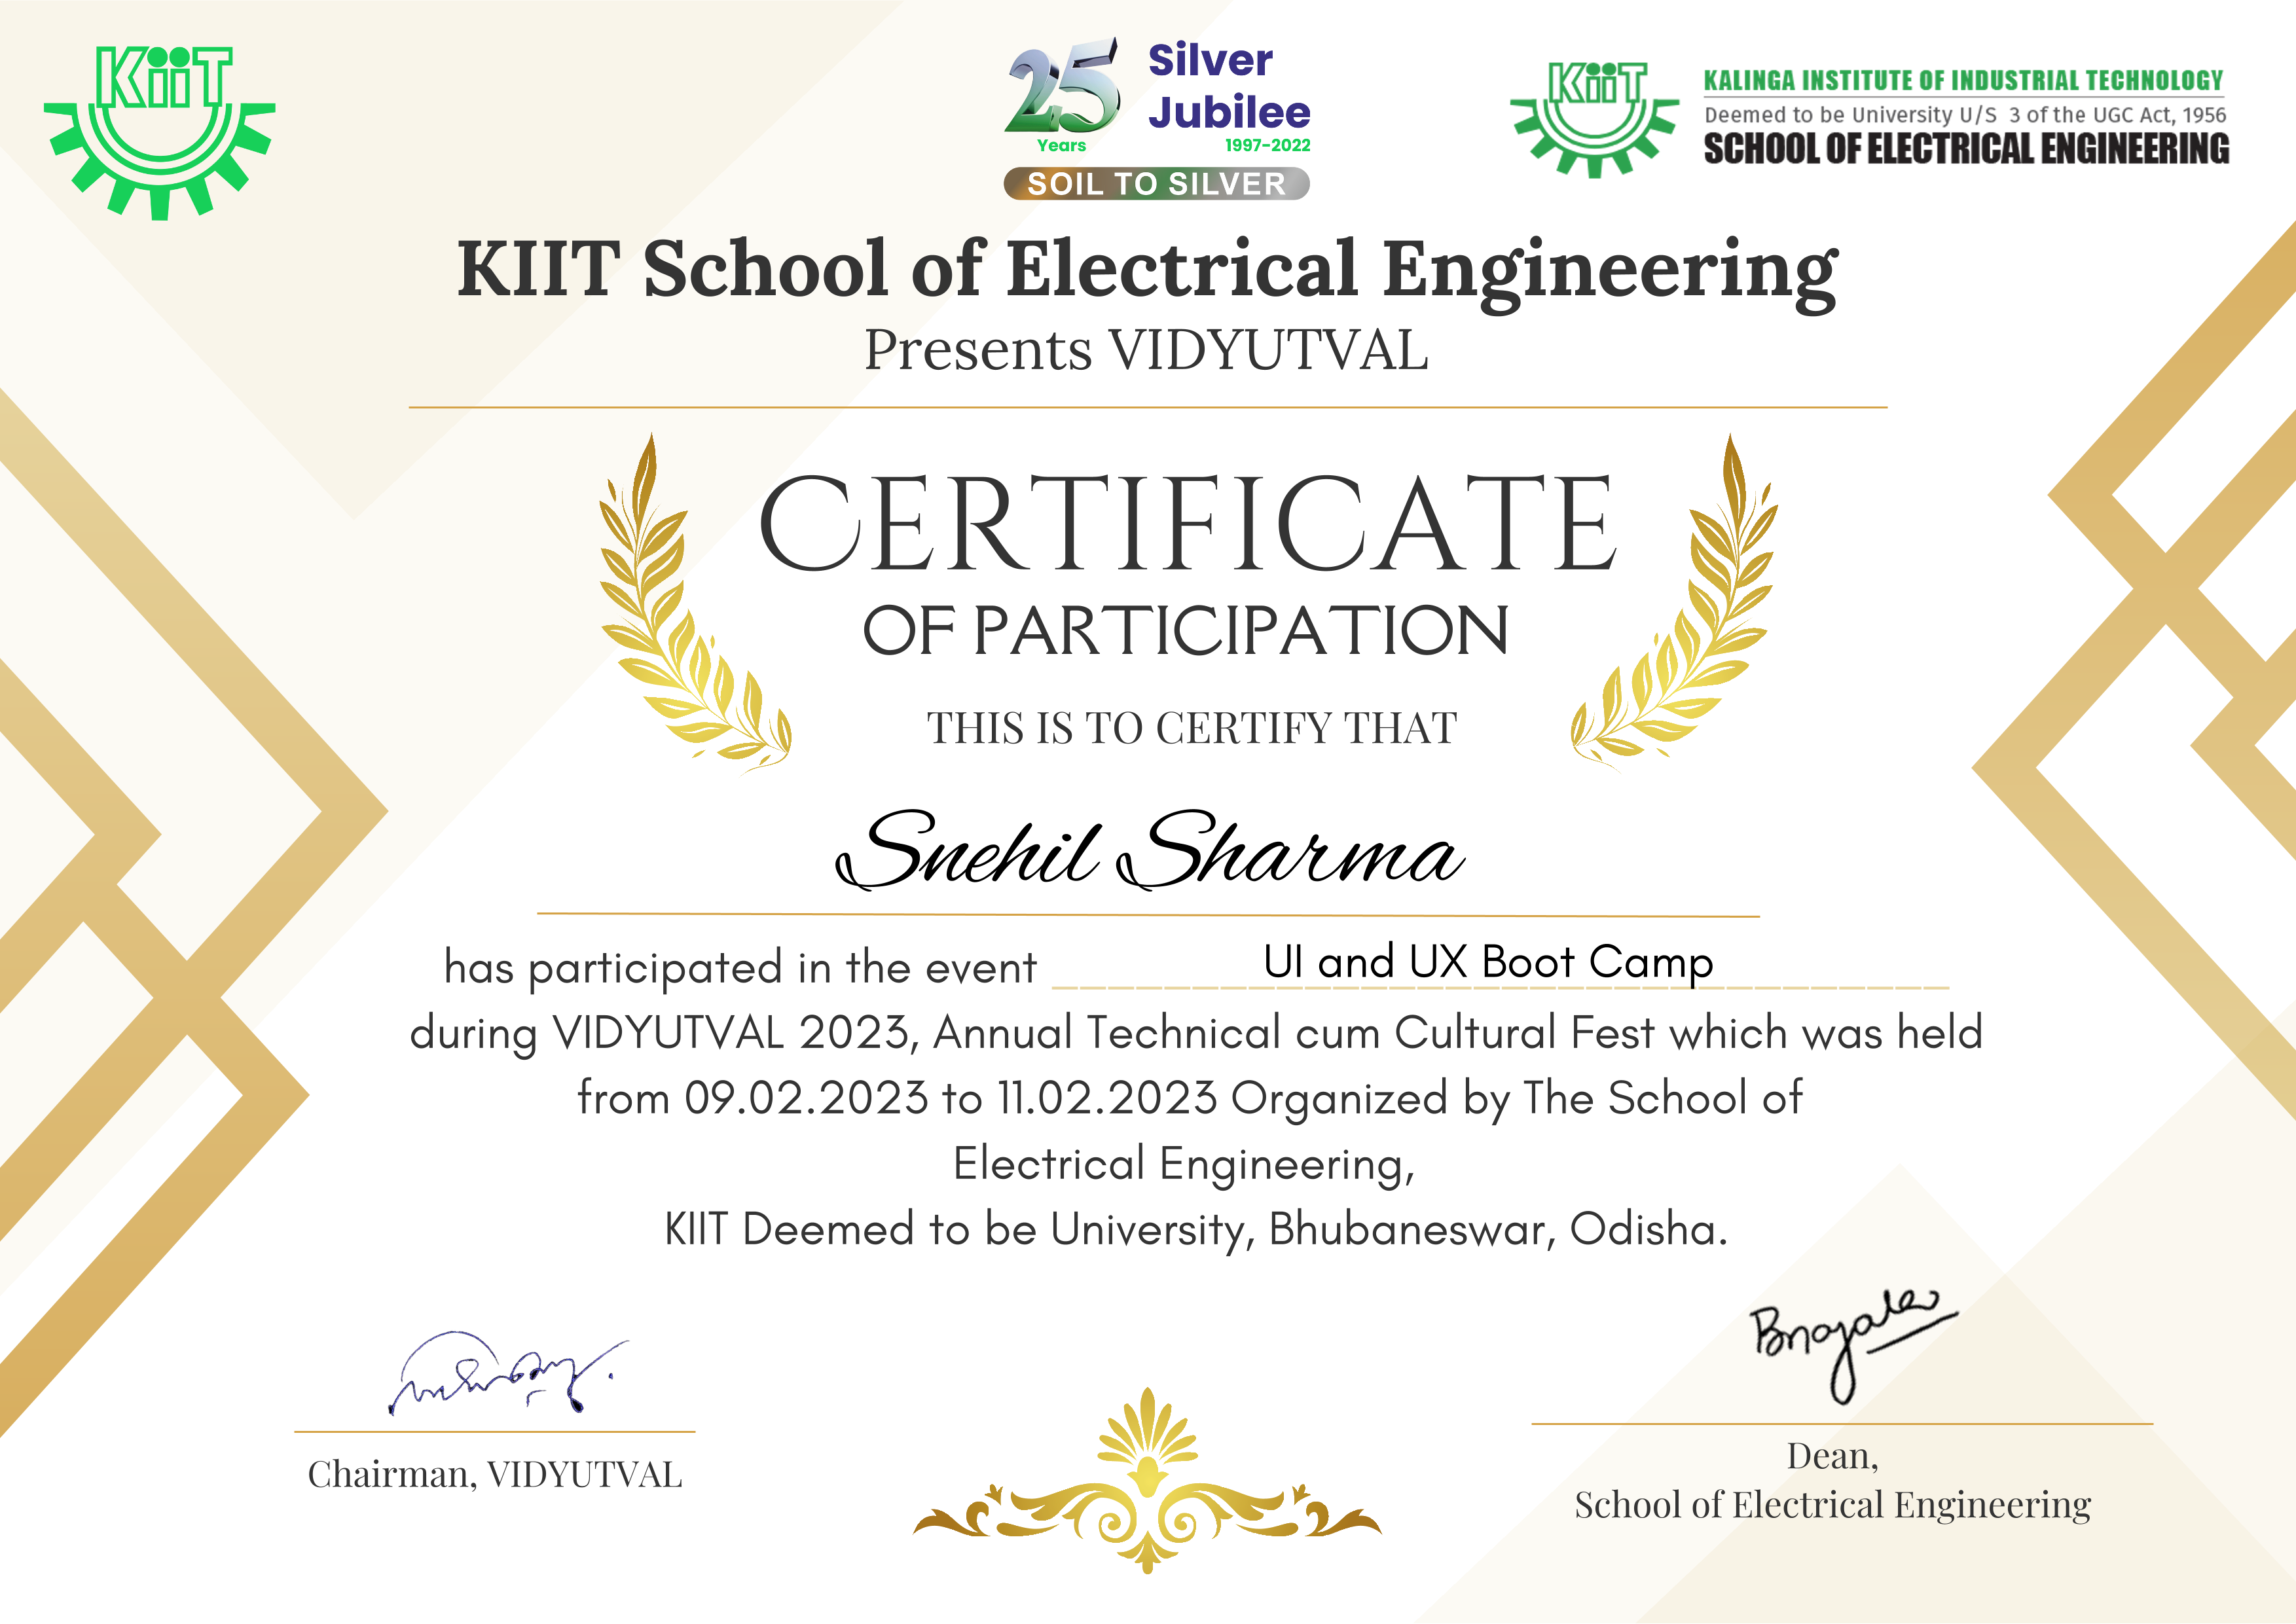 KiiT
25 Silver
Jubilee
Years 1997-2022
SOIL TO SILVER
KiiT
KALINGA INSTITUTE OF INDUSTRIAL TECHNOLOGY
Deemed to be University U/S 3 of the UGC Act, 1956
SCHOOL OF ELECTRICAL ENGINEERING
KIIT School of Electrical Engineering
Presents VIDYUTVAL
CERTIFICATE
OF PARTICIPATION
THIS IS TO CERTIFY THAT
Snehil Sharma
has participated in the event UI and UX Boot Camp
during VIDYUTVAL 2023, Annual Technical cum Cultural Fest which was held
from 09.02.2023 to 11.02.2023 Organized by The School of
Electrical Engineering,
KIIT Deemed to be University, Bhubaneswar, Odisha.
Chairman, VIDYUTVAL
Dean,
School of Electrical Engineering